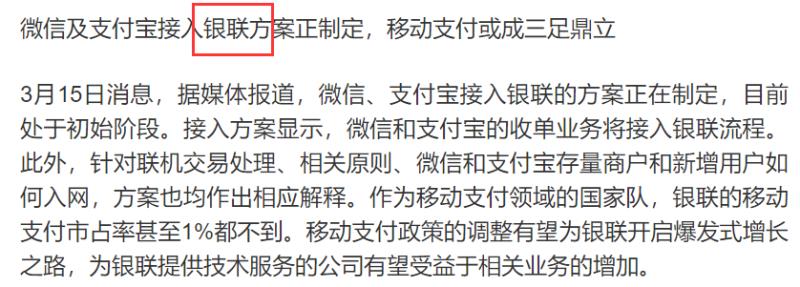 微信及支付宝接入银联方案正制定，移动支付或成三足鼎立
3月15日消息，据媒体报道，微信、支付宝接入银联的方案正在制定，目前
处于初始阶段。接入方案显示，微信和支付宝的收单业务将接入银联流程。
此外，针对联机交易处理、相关原则、微信和支付宝存量商户和新增用户如
何入网，方案也均作出相应解释。作为移动支付领域的国家队，银联的移动
支付市占率甚至1%都不到。移动支付政策的调整有望为银联开启爆发式增长
之路，为银联提供技术服务的公司有望受益于相关业务的增加。